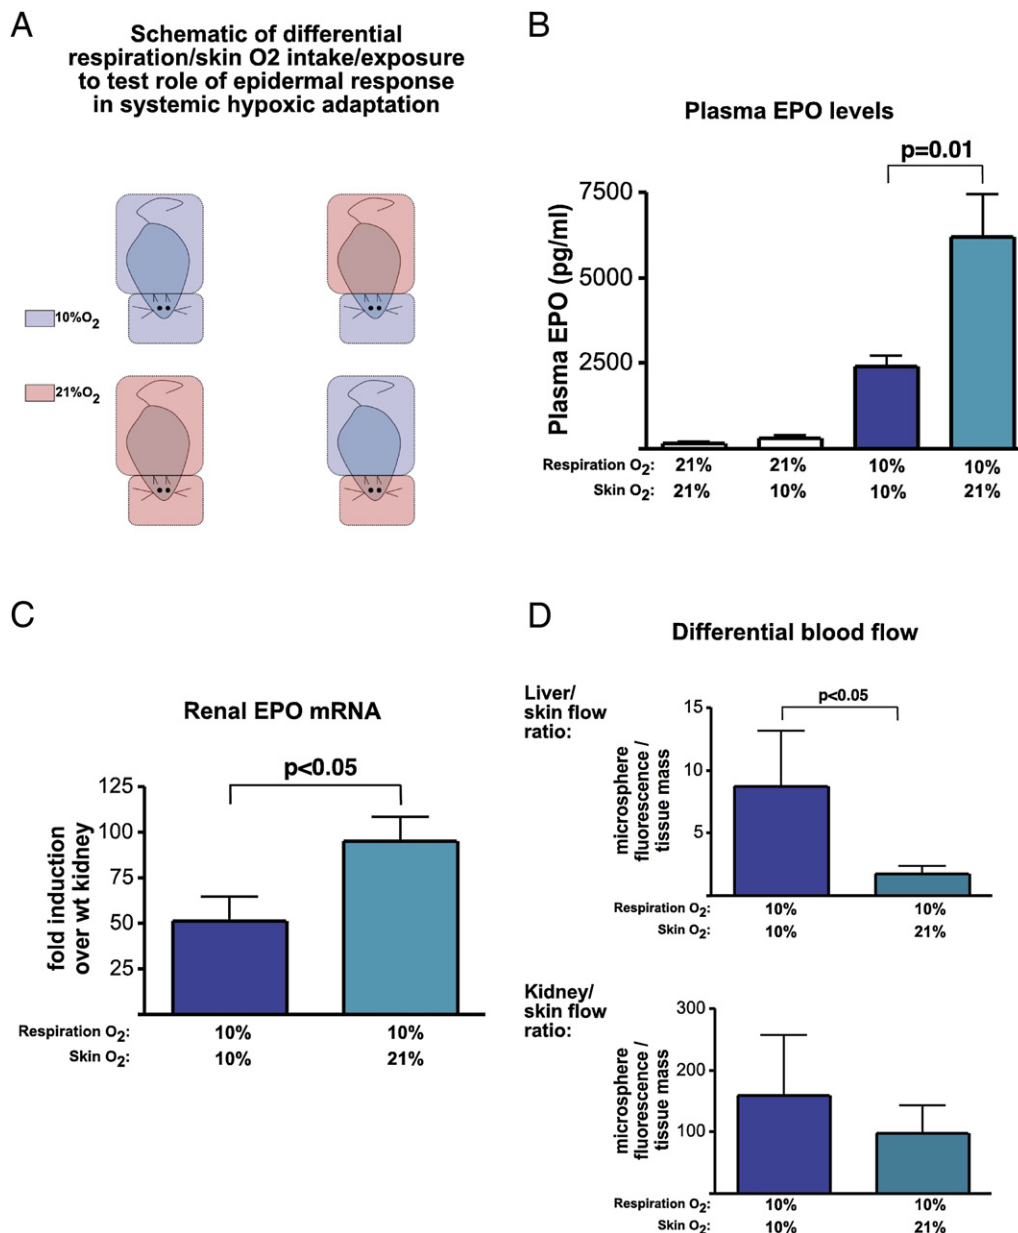 A
Schematic of differential
respiration/skin O2 intake/exposure
to test role of epidermal response
in systemic hypoxic adaptation
10%O2
21%O2
B
Plasma EPO levels
p=0.01
Plasma EPO (pg/ml)
7500
5000
2500
Respiration O2: 21% 21% 10% 10%
Skin O2: 21% 10% 10% 21%
C
Renal EPO mRNA
p<0.05
fold induction
over wt kidney
125
100
75
50
25
Respiration O2: 10% 10%
Skin O2: 10% 21%
D
Differential blood flow
Liver/
skin flow
ratio:
p<0.05
microsphere
fluorescence /
tissue mass
15
10
5
Respiration O2: 10% 10%
Skin O2: 10% 21%
Kidney/
skin flow
ratio:
microsphere
fluorescence /
tissue mass
300
200
100
Respiration O2: 10% 10%
Skin O2: 10% 21%